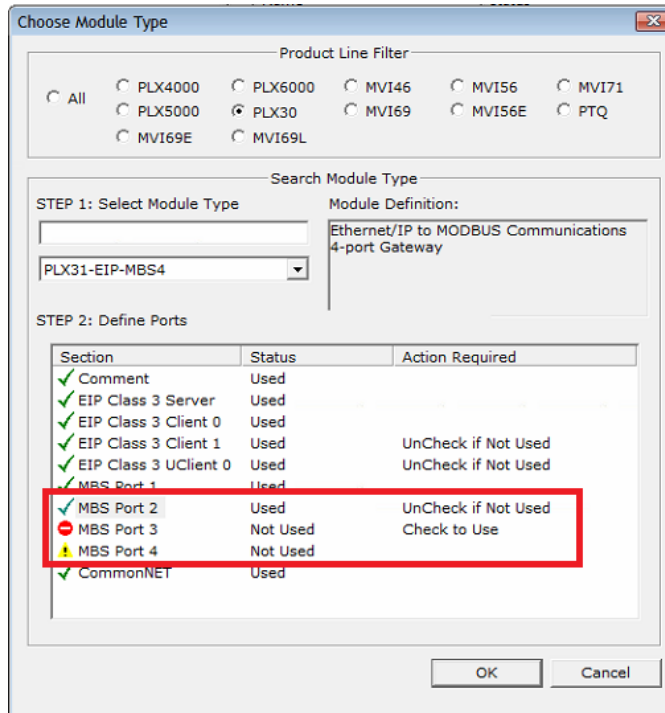 Choose Module Type
Product Line Filter
All
PLX4000 PLX6000 MVI46 MVI56 MVI71
PLX5000 PLX30 MVI69 MVI56E PTQ
MVI69E MVI69L
Search Module Type
STEP 1: Select Module Type Module Definition:
Ethernet/IP to MODBUS Communications
4-port Gateway
PLX31-EIP-MBS4
STEP 2: Define Ports
Section Status Action Required
Comment Used
EIP Class 3 Server Used
EIP Class 3 Client 0 Used
EIP Class 3 Client 1 Used UnCheck if Not Used
EIP Class 3 UClient 0 Used UnCheck if Not Used
MBS Port 1 Used
MBS Port 2 Used UnCheck if Not Used
MBS Port 3 Not Used Check to Use
MBS Port 4 Not Used
CommonNET Used
OK Cancel